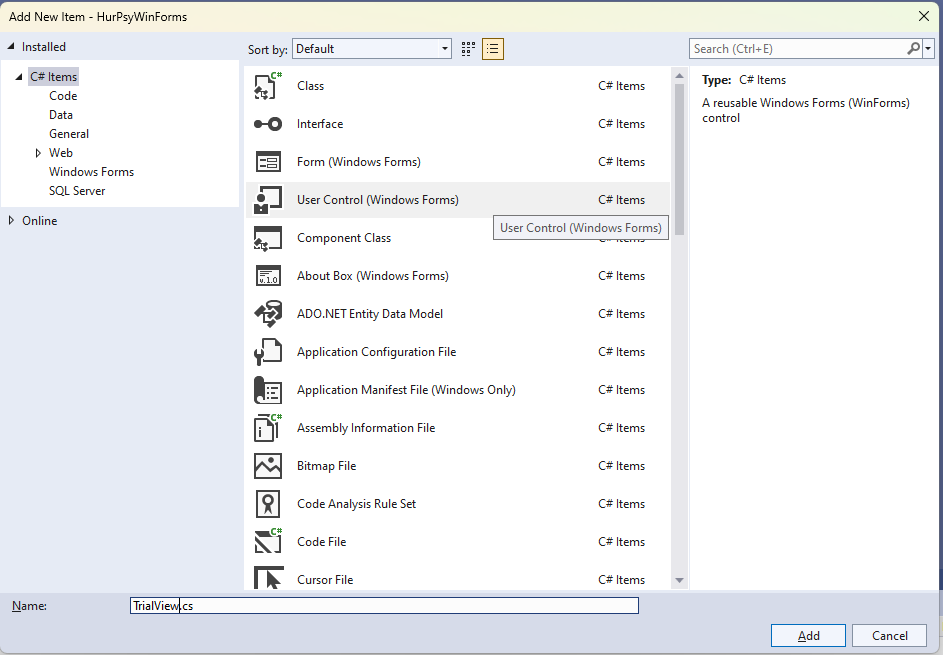 Add New Item - HurPsyWinForms
Installed
Sort by: Default
Search (Ctrl+E)
C# Items
Code
Data
General
Web
Windows Forms
SQL Server
Online
C# Class C# Items
Interface C# Items
Form (Windows Forms) C# Items
User Control (Windows Forms) C# Items
User Control (Windows Forms)
Component Class C# Items
v.1.0 About Box (Windows Forms) C# Items
ADO.NET Entity Data Model C# Items
Application Configuration File C# Items
Application Manifest File (Windows Only) C# Items
C# Assembly Information File C# Items
Bitmap File C# Items
Code Analysis Rule Set C# Items
C# Code File C# Items
Cursor File C# Items
Type: C# Items
A reusable Windows Forms (WinForms)
control
Name: TrialView.cs
Add Cancel